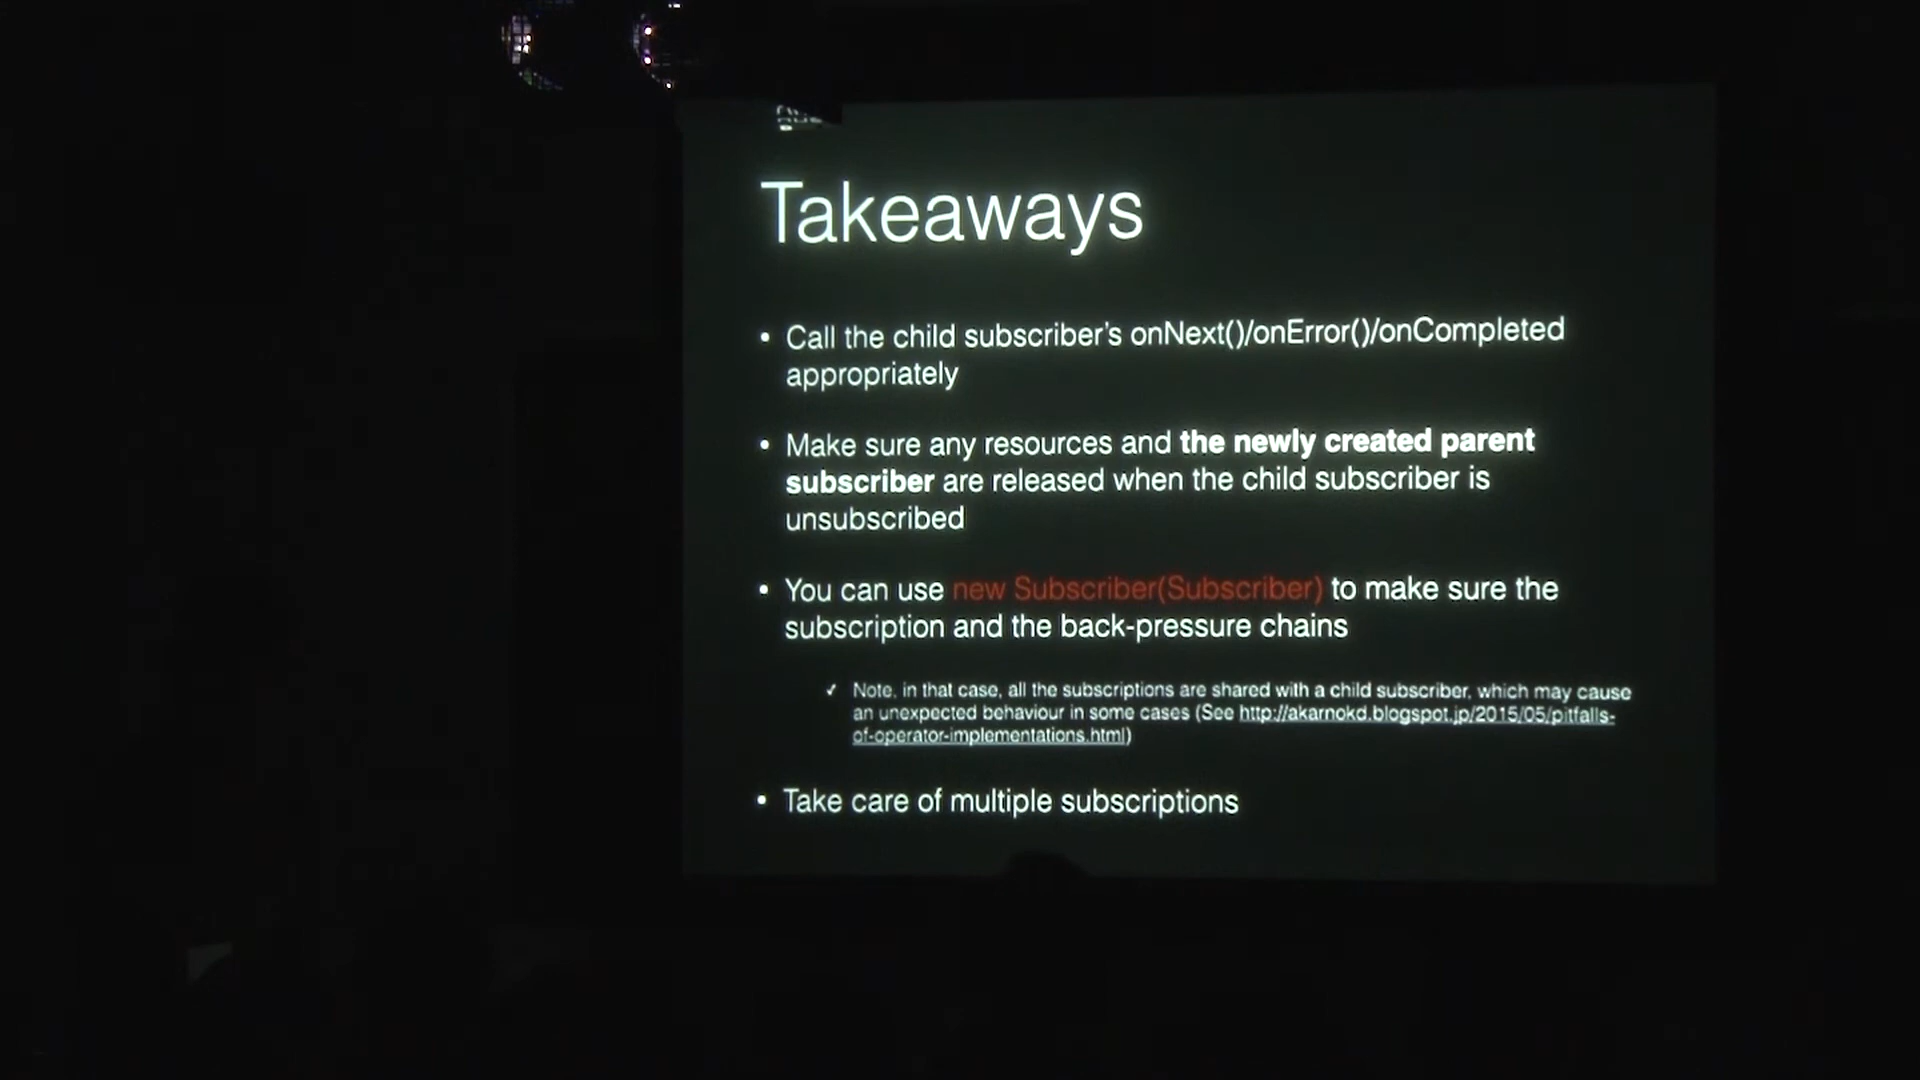 Takeaways
• Call the child subscriber's onNext()/onError()/onCompleted
appropriately
• Make sure any resources and the newly created parent
subscriber are released when the child subscriber is
unsubscribed
• You can use new Subscriber(Subscriber) to make sure the
subscription and the back-pressure chains
✓ Note, in that case, all the subscriptions are shared with a child subscriber, which may cause
an unexpected behaviour in some cases (See http://akarnokd.blogspot.jp/2015/05/pitfalls-
of-operator-implementations.html)
• Take care of multiple subscriptions